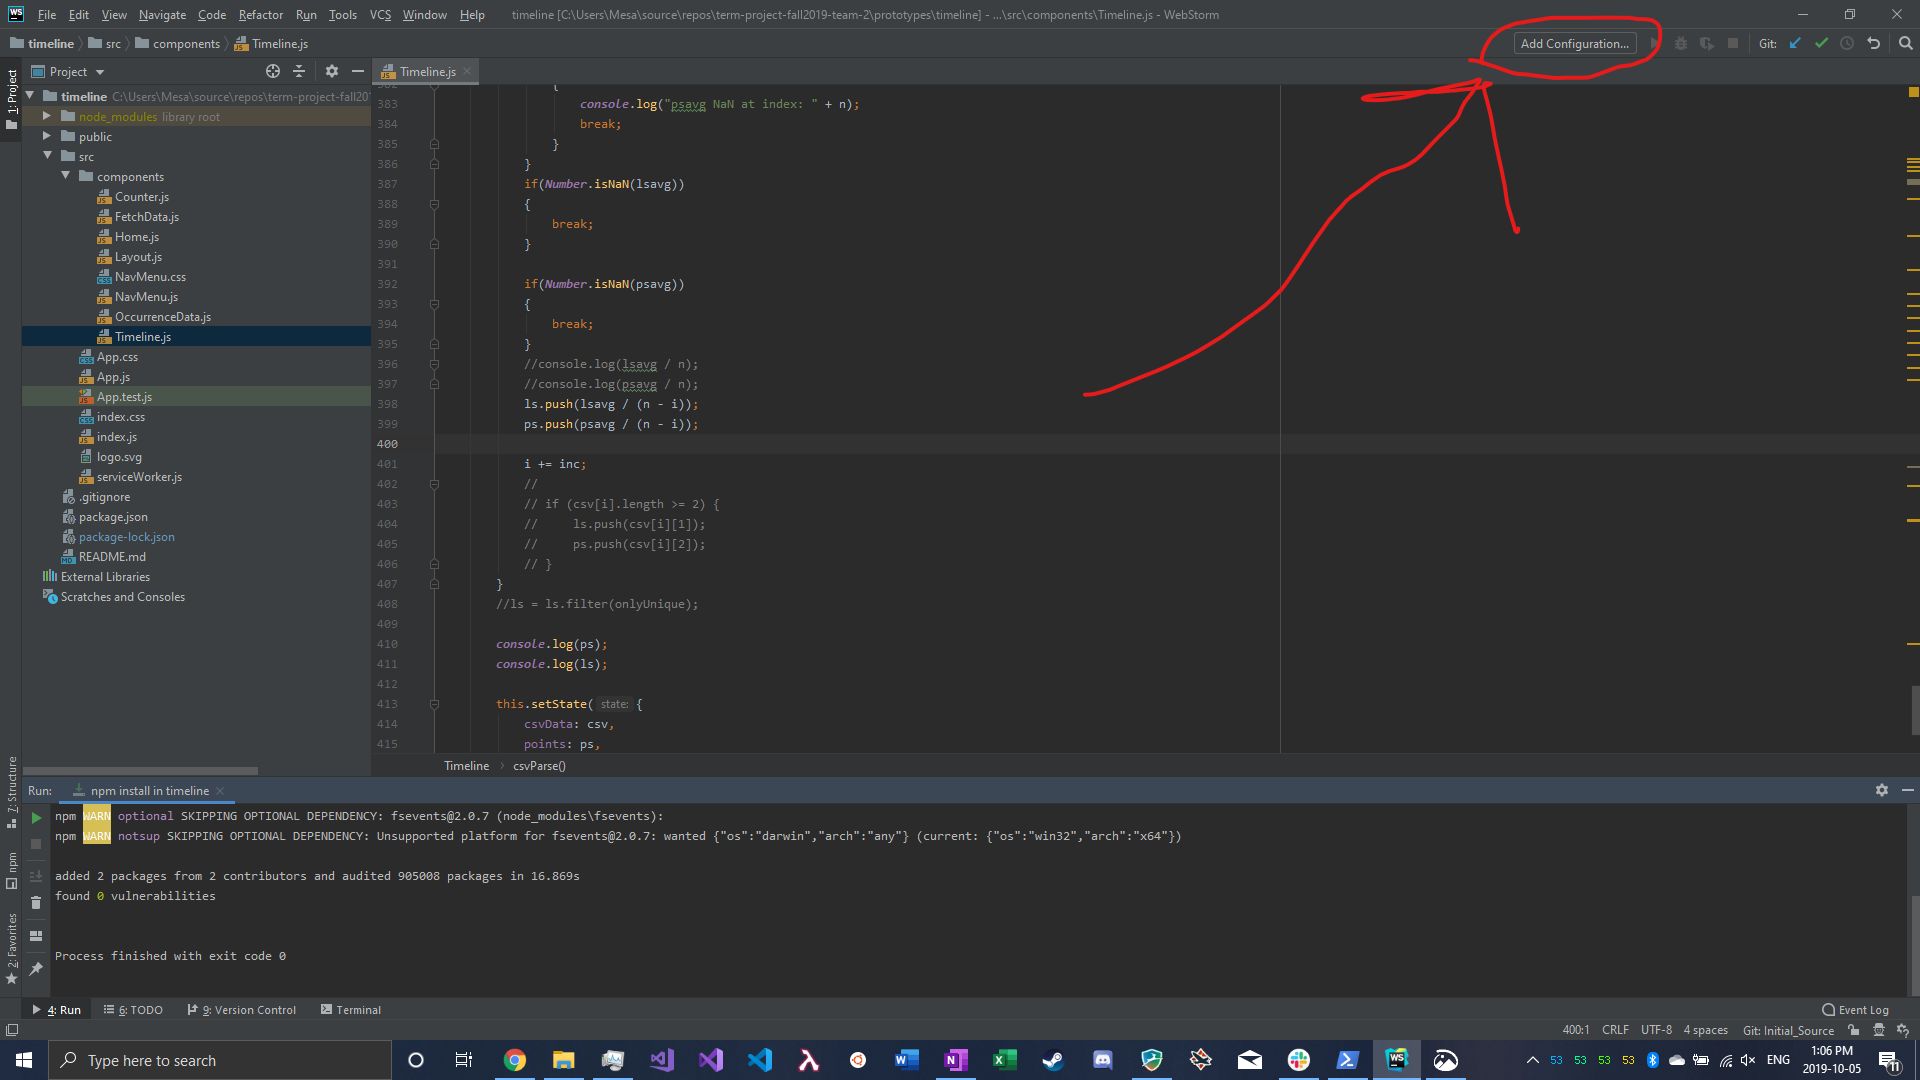 WS File Edit View Navigate Code Refactor Run Tools VCS Window Help timeline [C:\Users\Mesa\source\repos\term-project-fall2019-team-2\prototypes\timeline] - ...\src\components\Timeline.js - WebStorm
timeline src components Timeline.js Add Configuration... Git:
1: Project
Project
Timeline.js
timeline C:\Users\Mesa\source\repos\term-project-fall201
node_modules library root
public
src
components
Counter.js
FetchData.js
Home.js
Layout.js
NavMenu.css
NavMenu.js
OccurrenceData.js
Timeline.js
App.css
App.js
App.test.js
index.css
index.js
logo.svg
serviceWorker.js
.gitignore
package.json
package-lock.json
README.md
External Libraries
Scratches and Consoles
382 {
383 console.log("psavg NaN at index: " + n);
384 break;
385 }
386 }
387 if(Number.isNaN(lsavg))
388 {
389 break;
390 }
391
392 if(Number.isNaN(psavg))
393 {
394 break;
395 }
396 //console.log(lsavg / n);
397 //console.log(psavg / n);
398 ls.push(lsavg / (n - i));
399 ps.push(psavg / (n - i));
400
401 i += inc;
402 //
403 // if (csv[i].length >= 2) {
404 // ls.push(csv[i][1]);
405 // ps.push(csv[i][2]);
406 // }
407 }
408 //ls = ls.filter(onlyUnique);
409
410 console.log(ps);
411 console.log(ls);
412
413 this.setState( state: {
414 csvData: csv,
415 points: ps,
Timeline csvParse()
7: Structure
npm
2: Favorites
Run: npm install in timeline
npm WARN optional SKIPPING OPTIONAL DEPENDENCY: fsevents@2.0.7 (node_modules\fsevents):
npm WARN notsup SKIPPING OPTIONAL DEPENDENCY: Unsupported platform for fsevents@2.0.7: wanted {"os":"darwin","arch":"any"} (current: {"os":"win32","arch":"x64"})
added 2 packages from 2 contributors and audited 905008 packages in 16.869s
found 0 vulnerabilities
Process finished with exit code 0
4: Run 6: TODO 9: Version Control Terminal Event Log
400:1 CRLF UTF-8 4 spaces Git: Initial_Source
Type here to search
53 53 53 53 ENG 1:06 PM
2019-10-05
11